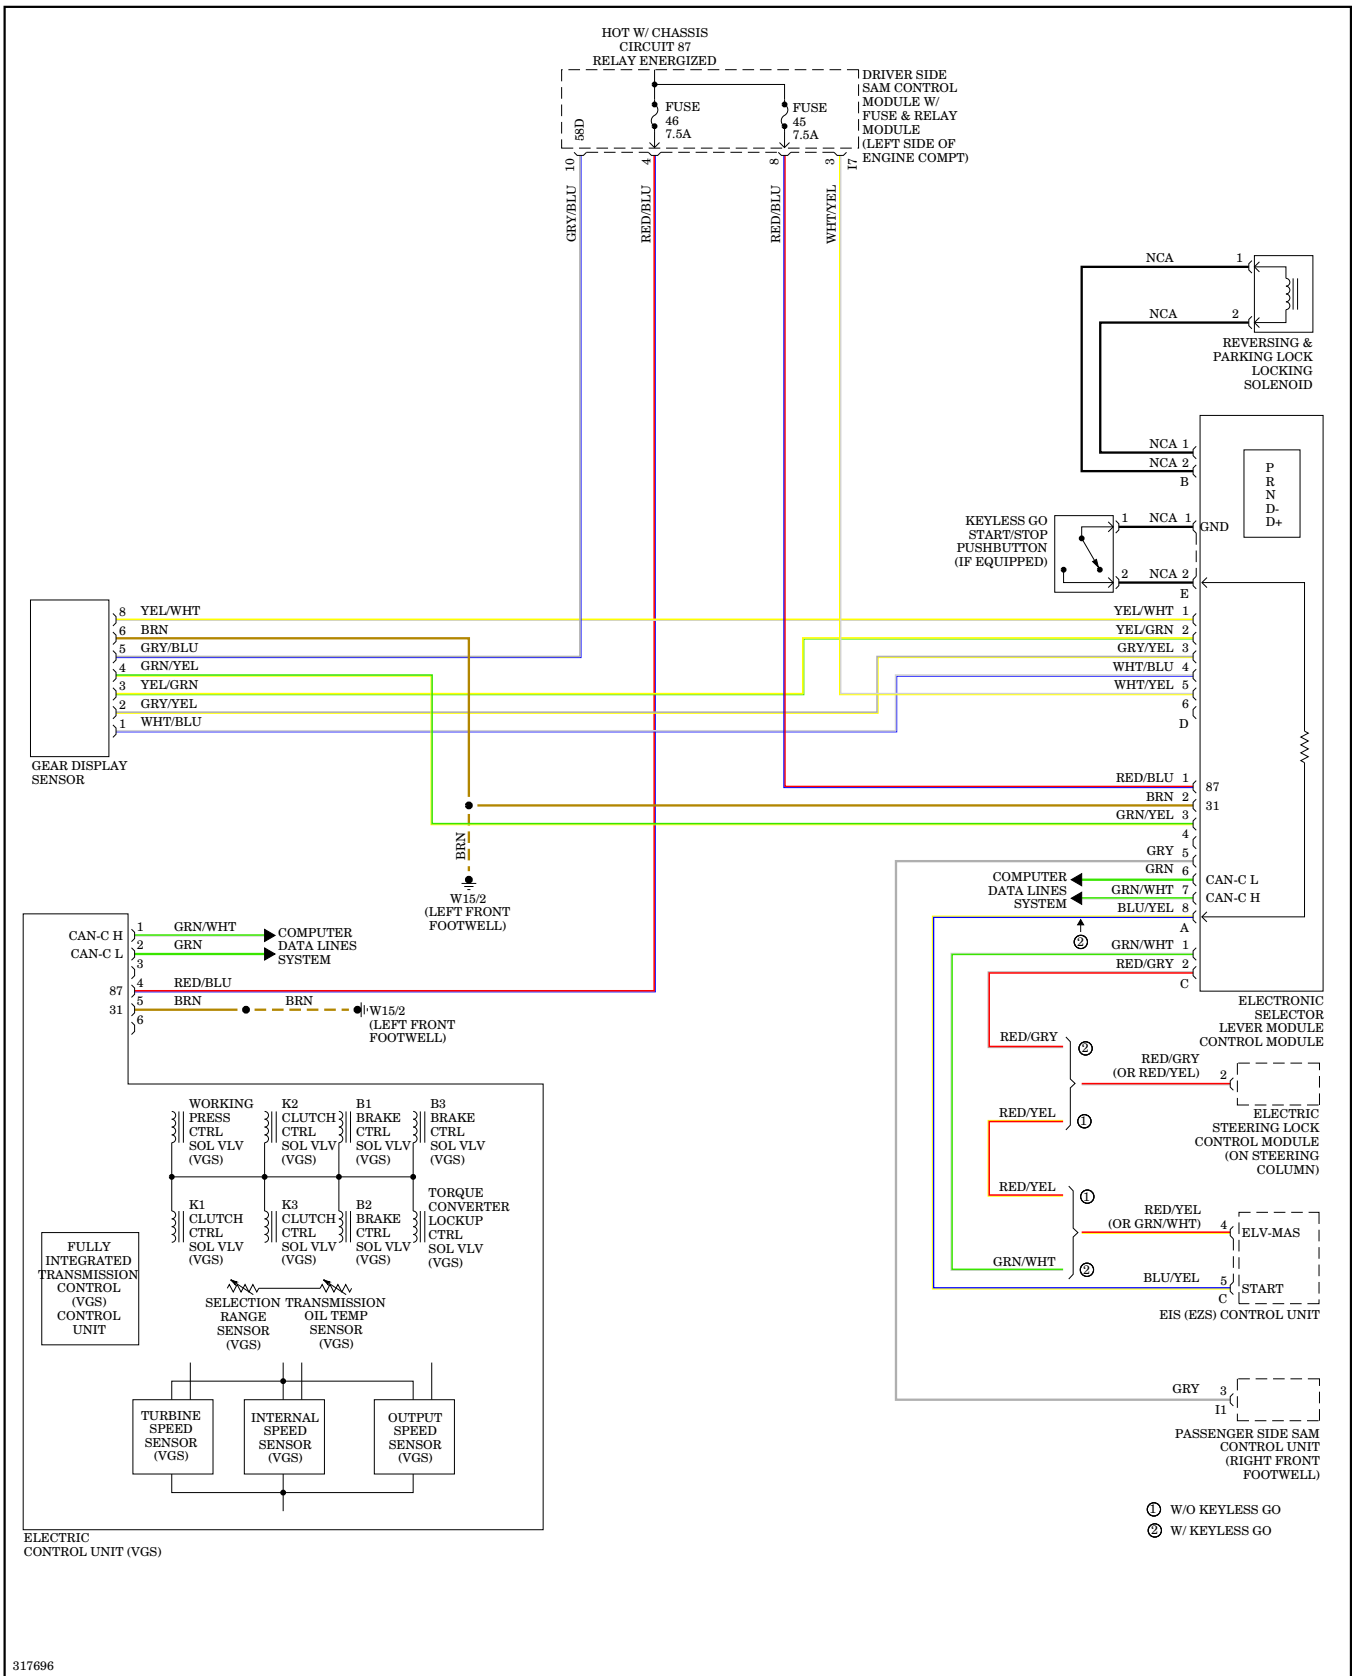 HOT W/ CHASSIS
CIRCUIT 87
RELAY ENERGIZED
58D
FUSE
46
7.5A
FUSE
45
7.5A
DRIVER SIDE
SAM CONTROL
MODULE W/
FUSE & RELAY
MODULE
(LEFT SIDE OF
ENGINE COMPT)
10
4
8
3
I7
GRY/BLU
RED/BLU
RED/BLU
WHT/YEL
NCA 1
NCA 2
REVERSING &
PARKING LOCK
LOCKING
SOLENOID
NCA 1
NCA 2
B
P
R
N
D-
D+
KEYLESS GO
START/STOP
PUSHBUTTON
(IF EQUIPPED)
1 NCA 1
GND
2 NCA 2
E
8 YEL/WHT
6 BRN
5 GRY/BLU
4 GRN/YEL
3 YEL/GRN
2 GRY/YEL
1 WHT/BLU
GEAR DISPLAY
SENSOR
YEL/WHT 1
YEL/GRN 2
GRY/YEL 3
WHT/BLU 4
WHT/YEL 5
6
D
RED/BLU 1
87
BRN 2
31
GRN/YEL 3
4
GRY 5
GRN 6
CAN-C L
GRN/WHT 7
CAN-C H
BLU/YEL 8
A
COMPUTER
DATA LINES
SYSTEM
2
GRN/WHT 1
RED/GRY 2
C
ELECTRONIC
SELECTOR
LEVER MODULE
CONTROL MODULE
BRN
W15/2
(LEFT FRONT
FOOTWELL)
CAN-C H
1 GRN/WHT
CAN-C L
2 GRN
3
87
4 RED/BLU
31
5 BRN
BRN
6
COMPUTER
DATA LINES
SYSTEM
W15/2
(LEFT FRONT
FOOTWELL)
RED/GRY
2
RED/YEL
1
RED/GRY
(OR RED/YEL)
2
ELECTRIC
STEERING LOCK
CONTROL MODULE
(ON STEERING
COLUMN)
RED/YEL
1
GRN/WHT
2
RED/YEL
(OR GRN/WHT)
4
ELV-MAS
BLU/YEL
5
C
START
EIS (EZS) CONTROL UNIT
GRY
3
I1
PASSENGER SIDE SAM
CONTROL UNIT
(RIGHT FRONT
FOOTWELL)
WORKING
PRESS
CTRL
SOL VLV
(VGS)
K2
CLUTCH
CTRL
SOL VLV
(VGS)
B1
BRAKE
CTRL
SOL VLV
(VGS)
B3
BRAKE
CTRL
SOL VLV
(VGS)
K1
CLUTCH
CTRL
SOL VLV
(VGS)
K3
CLUTCH
CTRL
SOL VLV
(VGS)
B2
BRAKE
CTRL
SOL VLV
(VGS)
TORQUE
CONVERTER
LOCKUP
CTRL
SOL VLV
(VGS)
FULLY
INTEGRATED
TRANSMISSION
CONTROL
(VGS)
CONTROL
UNIT
SELECTION
RANGE
SENSOR
(VGS)
TRANSMISSION
OIL TEMP
SENSOR
(VGS)
TURBINE
SPEED
SENSOR
(VGS)
INTERNAL
SPEED
SENSOR
(VGS)
OUTPUT
SPEED
SENSOR
(VGS)
ELECTRIC
CONTROL UNIT (VGS)
1 W/O KEYLESS GO
2 W/ KEYLESS GO
317696